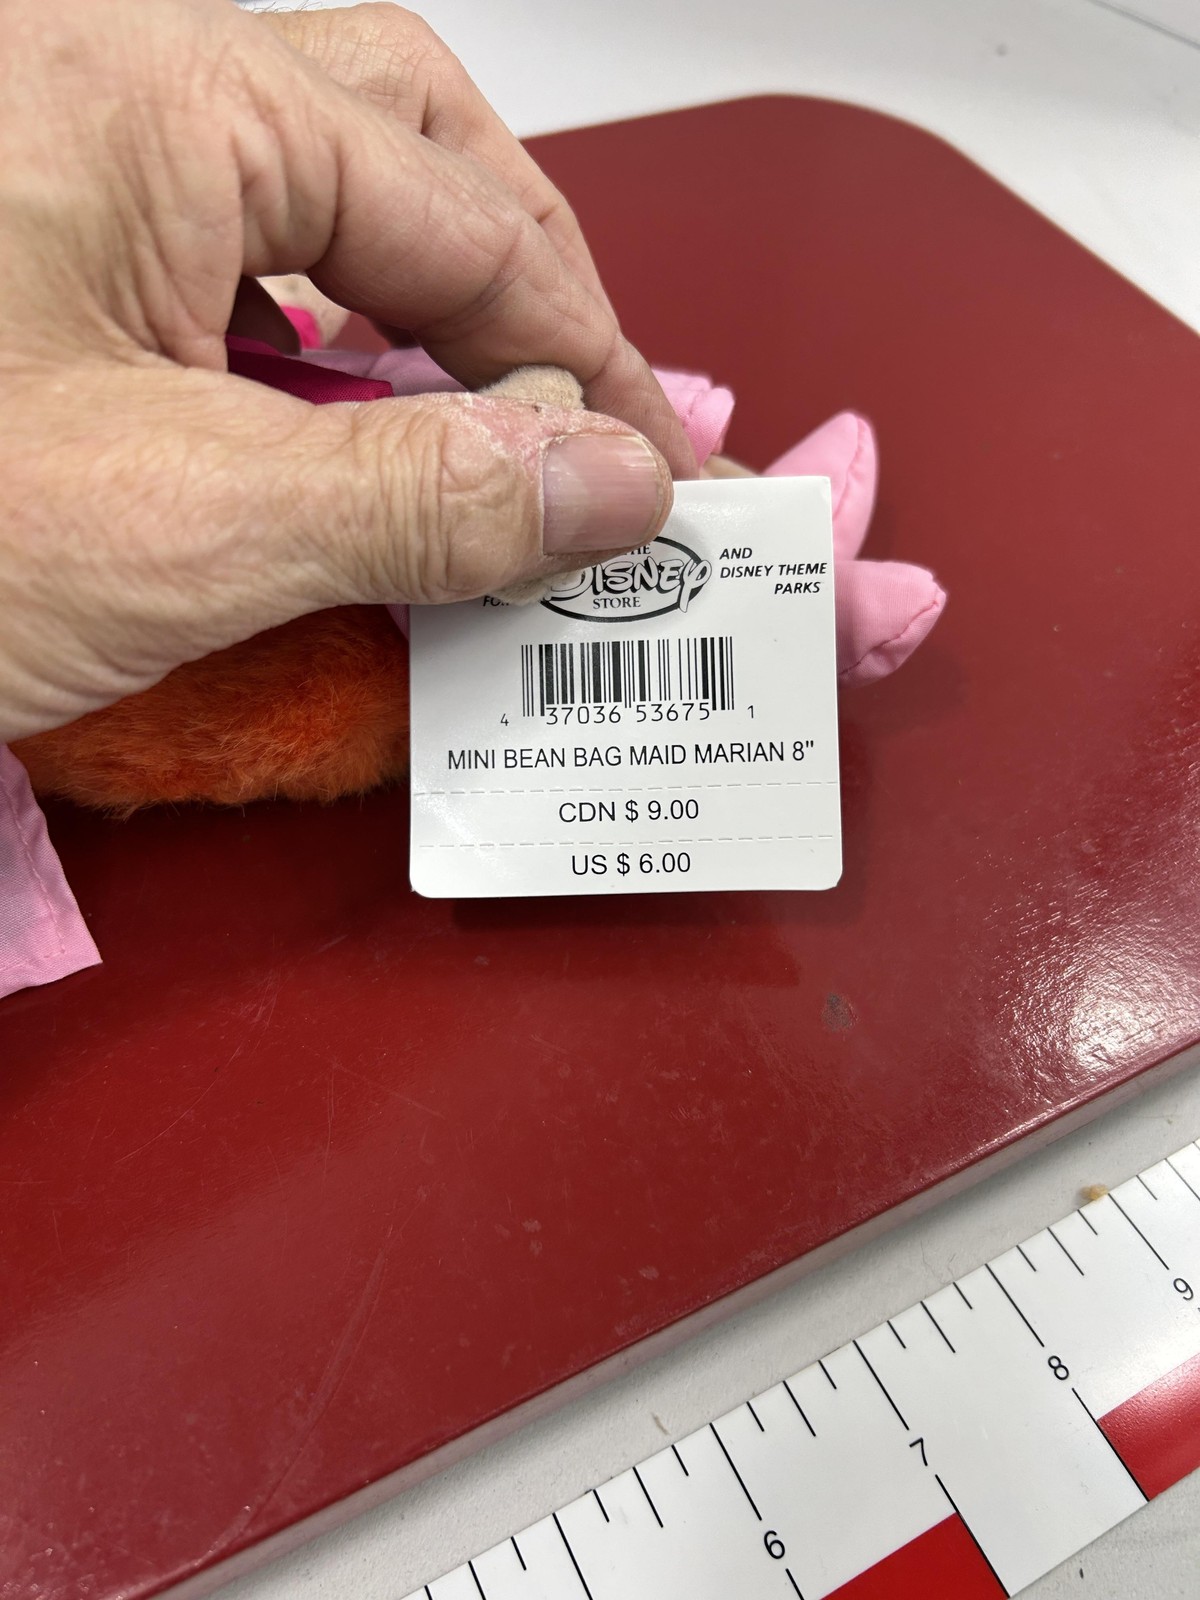 DISNEY
STORE
AND
DISNEY THEME
PARKS
4 37036 53675 1
MINI BEAN BAG MAID MARIAN 8"
CDN $ 9.00
US $ 6.00
6
7
8
9